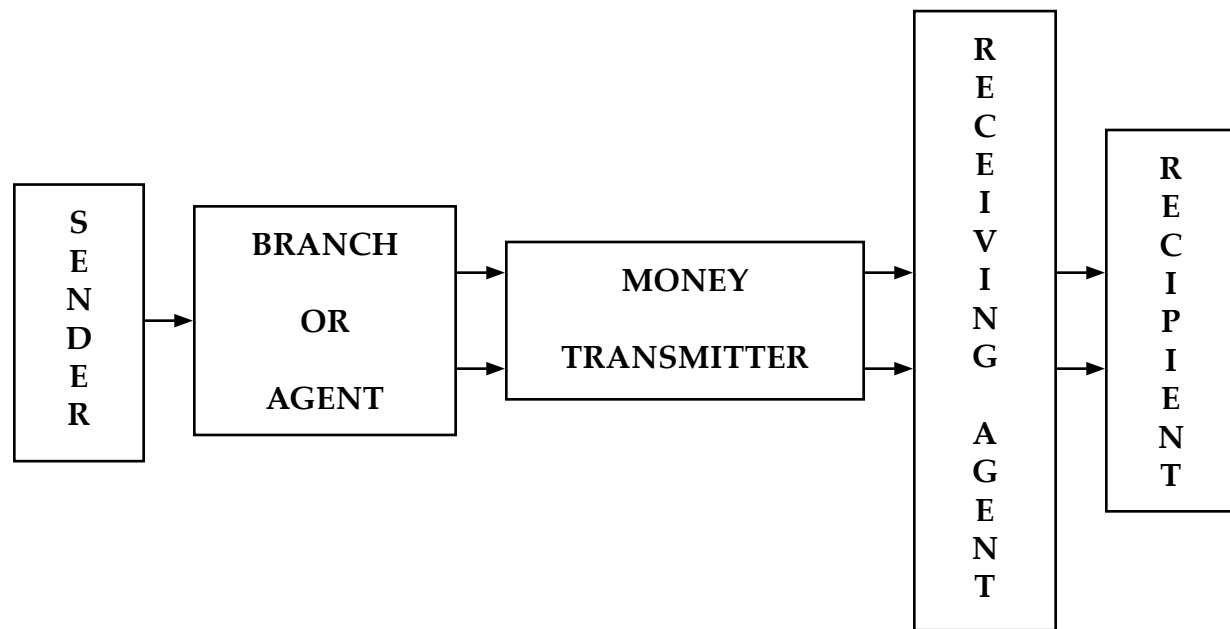 SENDER
BRANCH
OR
AGENT
MONEY
TRANSMITTER
RECEIVING AGENT
RECIPIENT